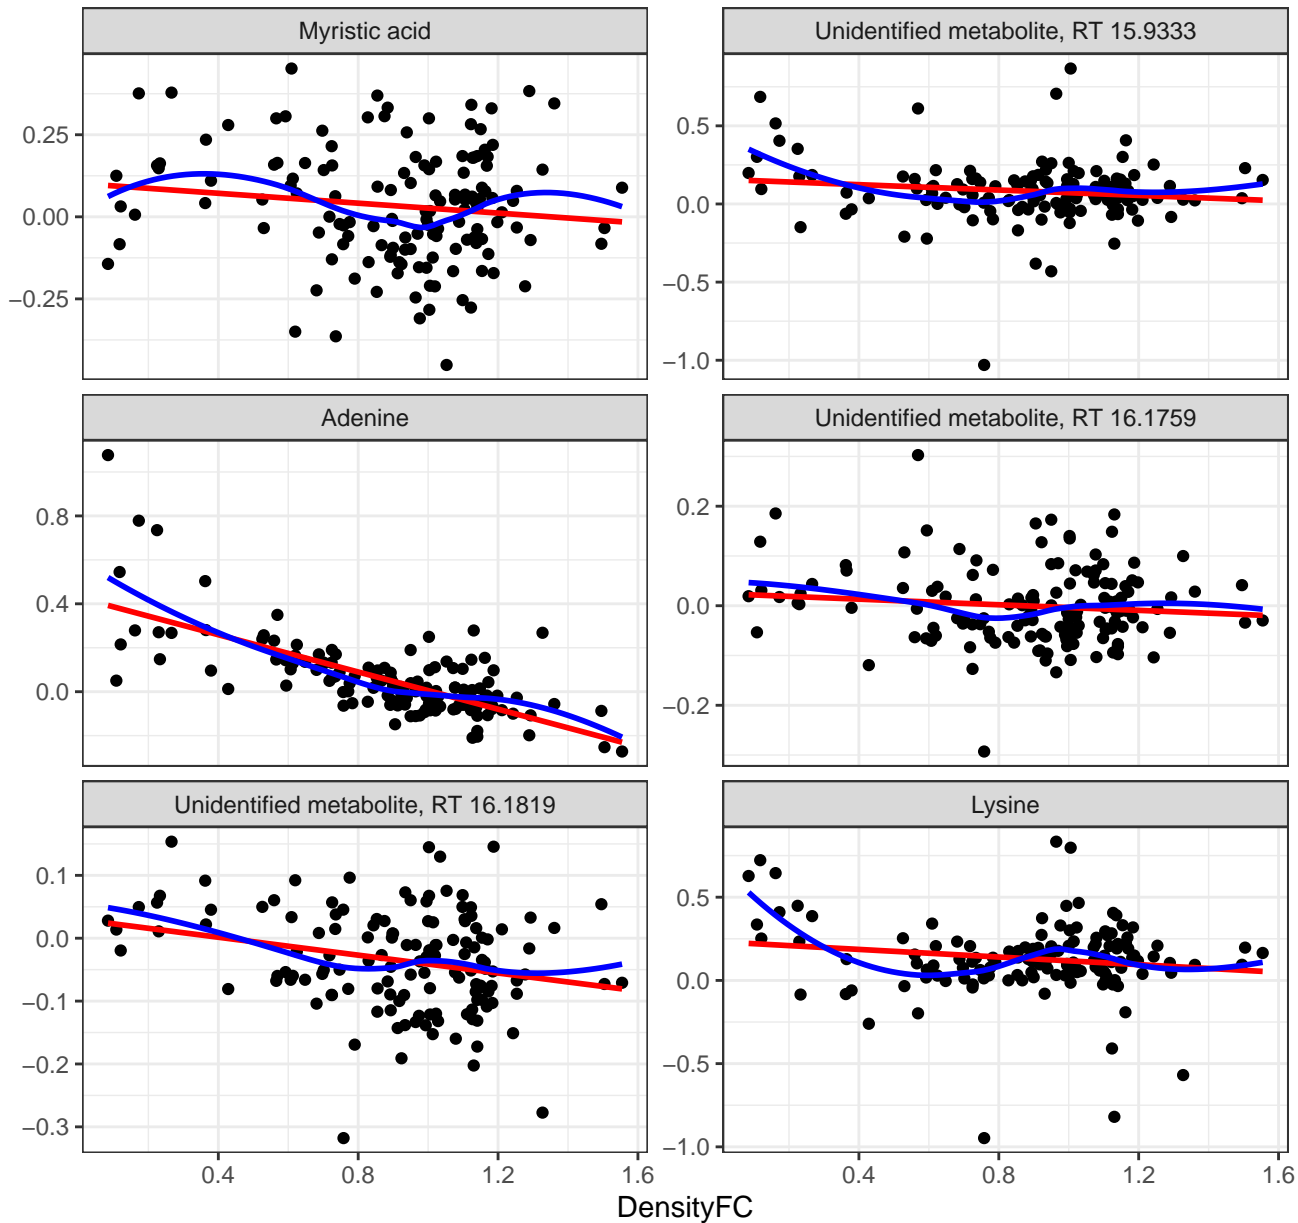 Myristic acid
Unidentified metabolite, RT 15.9333
0.25
0.00
−0.25
0.5
0.0
−0.5
−1.0
Adenine
Unidentified metabolite, RT 16.1759
0.8
0.4
0.0
0.2
0.0
−0.2
Unidentified metabolite, RT 16.1819
Lysine
0.1
0.0
−0.1
−0.2
−0.3
0.5
0.0
−0.5
−1.0
0.4 0.8 1.2 1.6
0.4 0.8 1.2 1.6
DensityFC